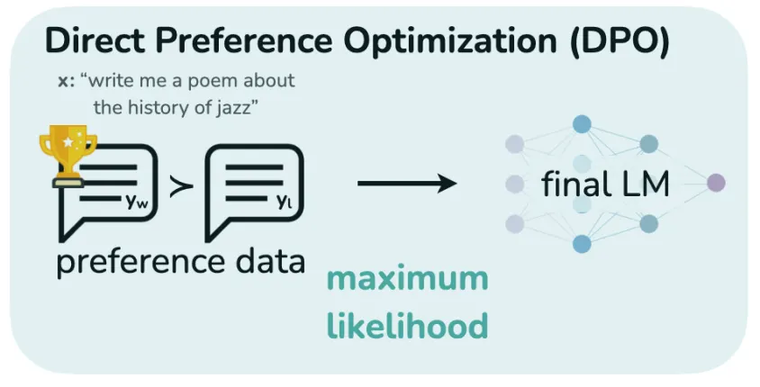 Direct Preference Optimization (DPO)
x: “write me a poem about
the history of jazz”
yw
≻
yl
preference data
maximum
likelihood
final LM